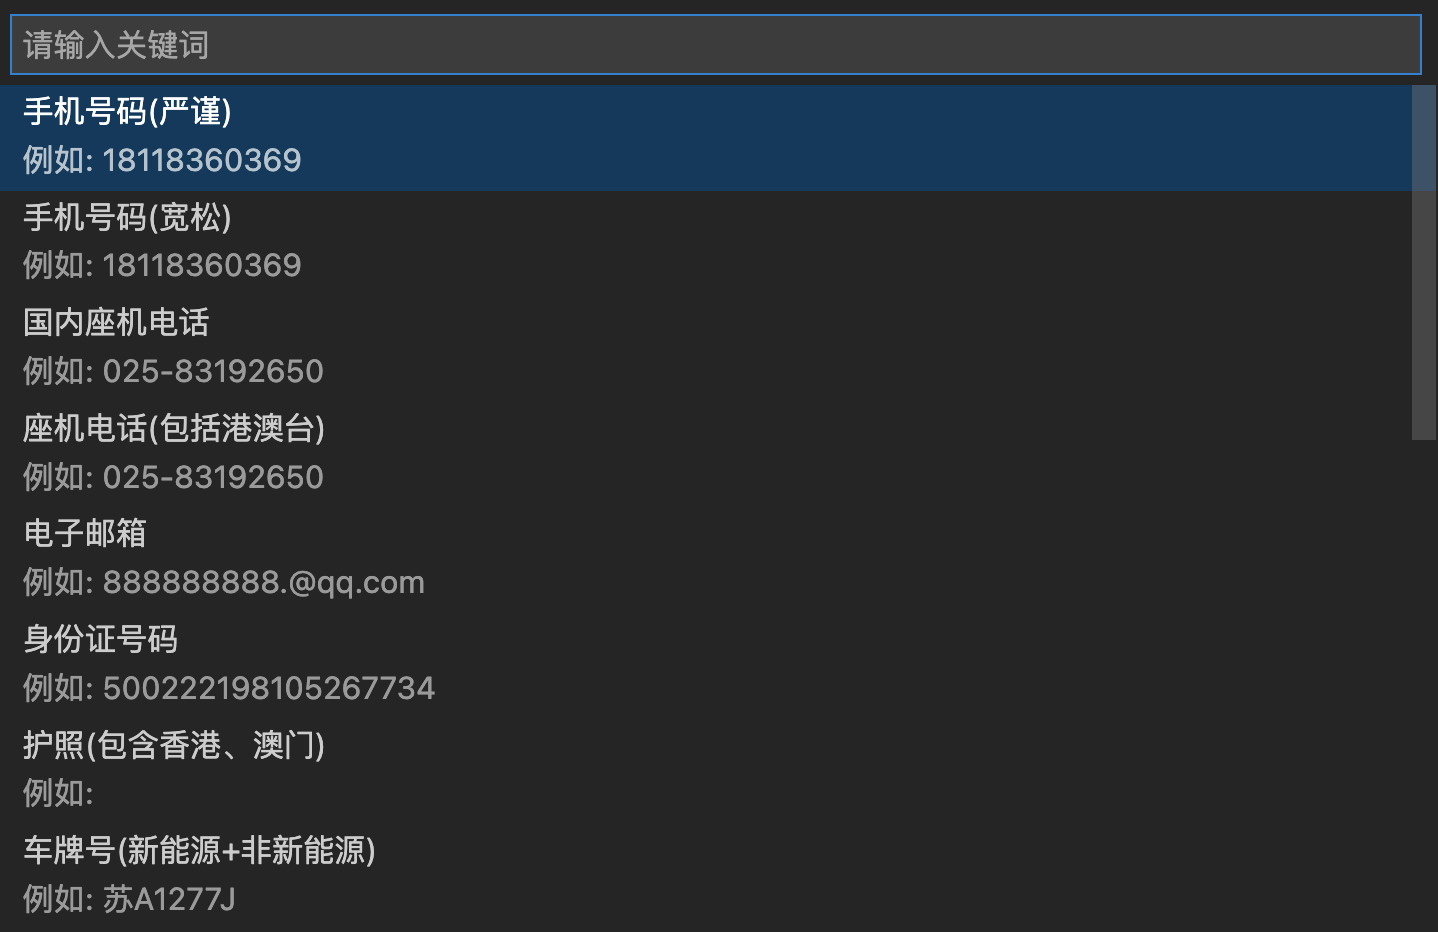 请输入关键词
手机号码(严谨)
例如: 18118360369
手机号码(宽松)
例如: 18118360369
国内座机电话
例如: 025-83192650
座机电话(包括港澳台)
例如: 025-83192650
电子邮箱
例如: 888888888.@qq.com
身份证号码
例如: 500222198105267734
护照(包含香港、澳门)
例如:
车牌号(新能源+非新能源)
例如: 苏A1277J